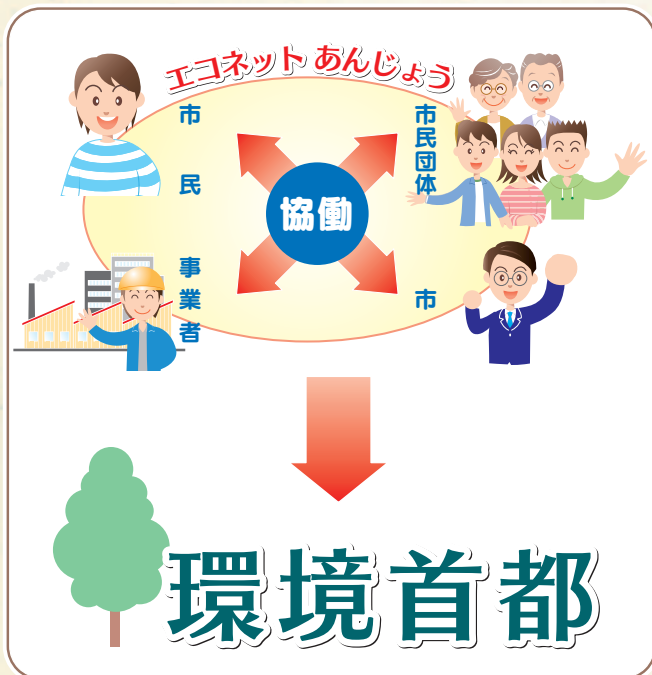 エコネット あんじょう
市民
市民団体
協働
事業者
市
環境首都